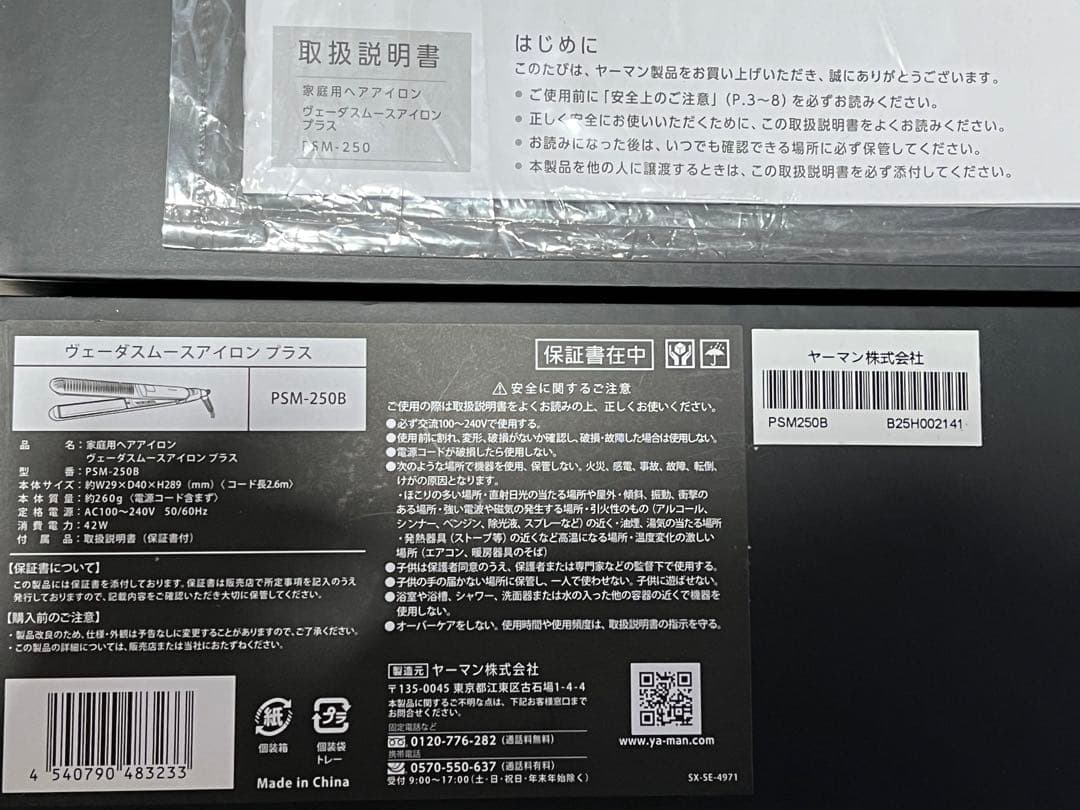 取扱説明書
家庭用ヘアアイロン
ヴェーダスムースアイロン
プラス
PSM-250
はじめに
このたびは、ヤーマン製品をお買い上げいただき、誠にありがとうございます。
● ご使用前に「安全上のご注意」(P.3~8)を必ずお読みください。
● 正しく安全にお使いいただくために、この取扱説明書をよくお読みください。
● お読みになった後は、いつでも確認できる場所に必ず保管してください。
● 本製品を他の人に譲渡するときは、この取扱説明書を必ず添付してください。
ヴェーダスムースアイロン プラス
PSM-250B
品 名:家庭用ヘアアイロン
ヴェーダスムースアイロン プラス
型 番:PSM-250B
本体サイズ:約W29×D40×H289(mm)〈コード長2.6m〉
本体質量:約260g〈電源コード含まず〉
定格電源:AC100~240V 50/60Hz
消費電力:42W
付属品:取扱説明書(保証書付)
【保証書について】
この製品には保証書を添付しております。保証書は販売店で所定事項を記入のうえ
発行しておりますので、記載内容をご確認いただき大切に保管してください。
【購入前のご注意】
・製品改良のため、仕様・外観は予告なしに変更することがありますので、ご了承ください。
・この製品の詳細については、販売店または当社におたずねください。
4 540790 483233
紙
個装箱
プラ
個装袋
トレー
Made in China
保証書在中
⚠安全に関するご注意
ご使用の際は取扱説明書をよくお読みの上、正しくお使いください。
●必ず交流100~240Vで使用する。
●使用前に割れ、変形、破損がないか確認し、破損・故障した場合は使用しない。
●電源コードが破損したら使用しない。
●次のような場所で機器を使用、保管しない。火災、感電、事故、故障、転倒、
けがの原因となります。
・ほこりの多い場所・直射日光の当たる場所や屋外・傾斜、振動、衝撃の
ある場所・強い電波や磁気の発生する場所・引火性のもの(アルコール、
シンナー、ベンジン、除光液、スプレーなど)の近く・油煙、湯気の当たる場所
・発熱器具(ストーブ等)の近くなど高温になる場所・温度変化の激しい
場所(エアコン、暖房器具のそば)
●子供は保護者同意のうえ、保護者または専門家などの監督下で使用する。
●子供の手の届かない場所に保管し、一人で使わせない。子供に遊ばせない。
●浴室や浴槽、シャワー、洗面器または水の入った他の容器の近くで機器を
使用しない。
●オーバーケアをしない。使用時間や使用頻度は、取扱説明書の指示を守る。
製造元 ヤーマン株式会社
〒135-0045 東京都江東区古石場1-4-4
本製品に関するご不明な点は、下記お客様窓口まで
お問合せください。
固定電話など
0120-776-282(通話料無料)
携帯電話
0570-550-637(通話料有料)
受付 9:00~17:00(土・日・祝日・年末年始除く)
www.ya-man.com
SX-SE-4971
ヤーマン株式会社
PSM250B B25H002141